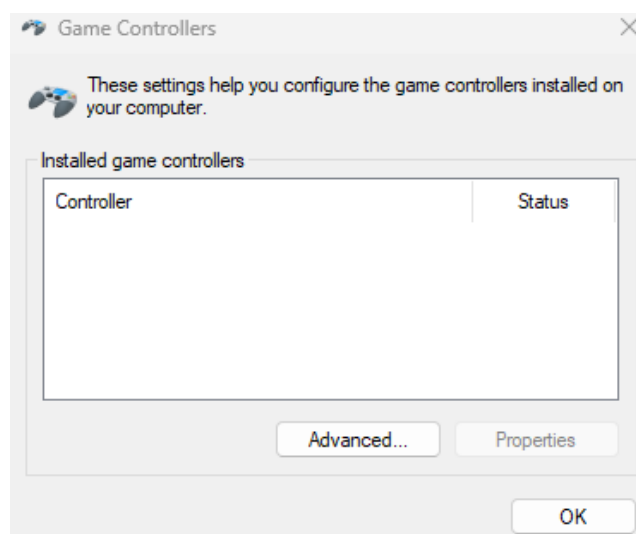 Game Controllers
These settings help you configure the game controllers installed on
your computer.
Installed game controllers
Controller Status
Advanced... Properties
OK